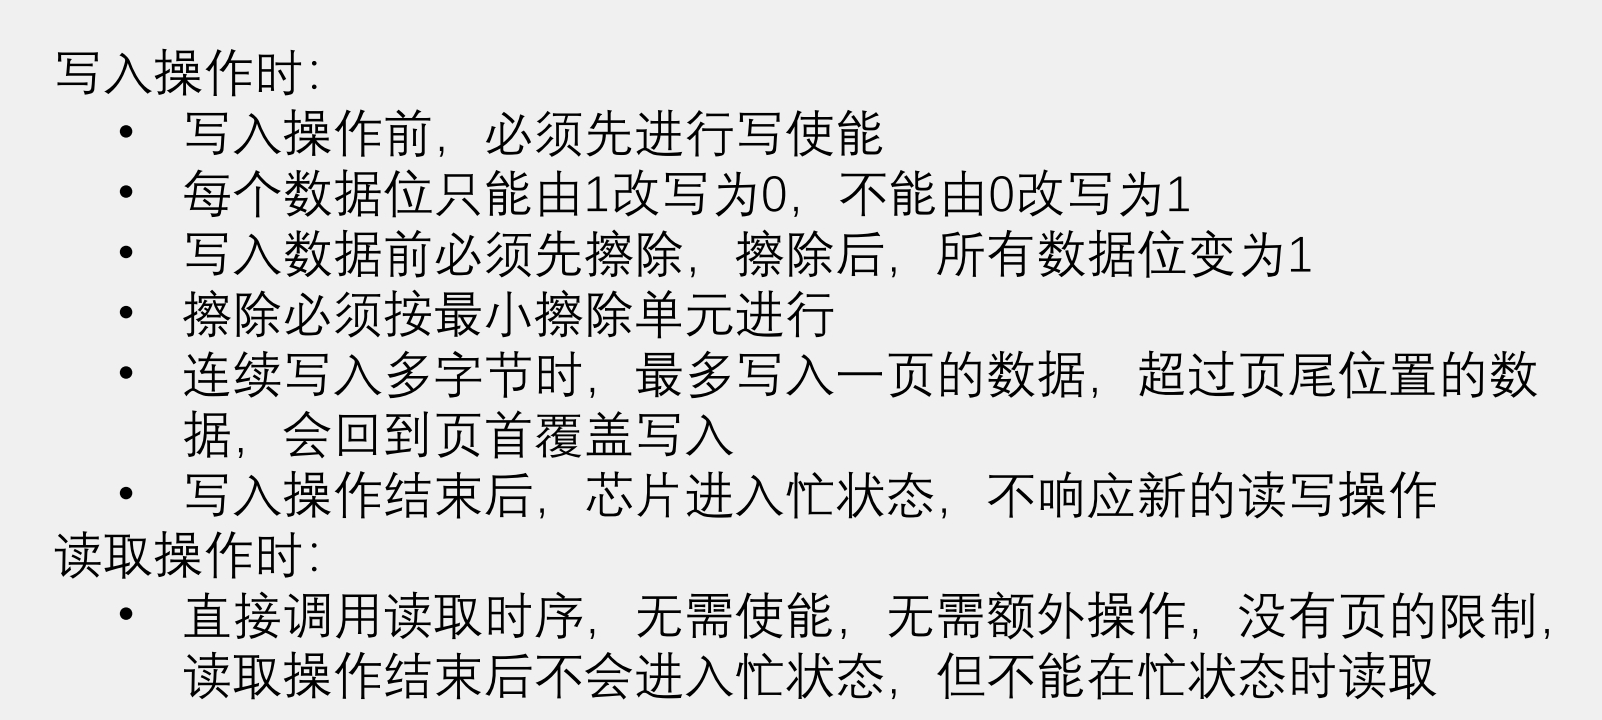 写入操作时：
• 写入操作前，必须先进行写使能
• 每个数据位只能由1改写为0，不能由0改写为1
• 写入数据前必须先擦除，擦除后，所有数据位变为1
• 擦除必须按最小擦除单元进行
• 连续写入多字节时，最多写入一页的数据，超过页尾位置的数
据，会回到页首覆盖写入
• 写入操作结束后，芯片进入忙状态，不响应新的读写操作
读取操作时：
• 直接调用读取时序，无需使能，无需额外操作，没有页的限制，
读取操作结束后不会进入忙状态，但不能在忙状态时读取